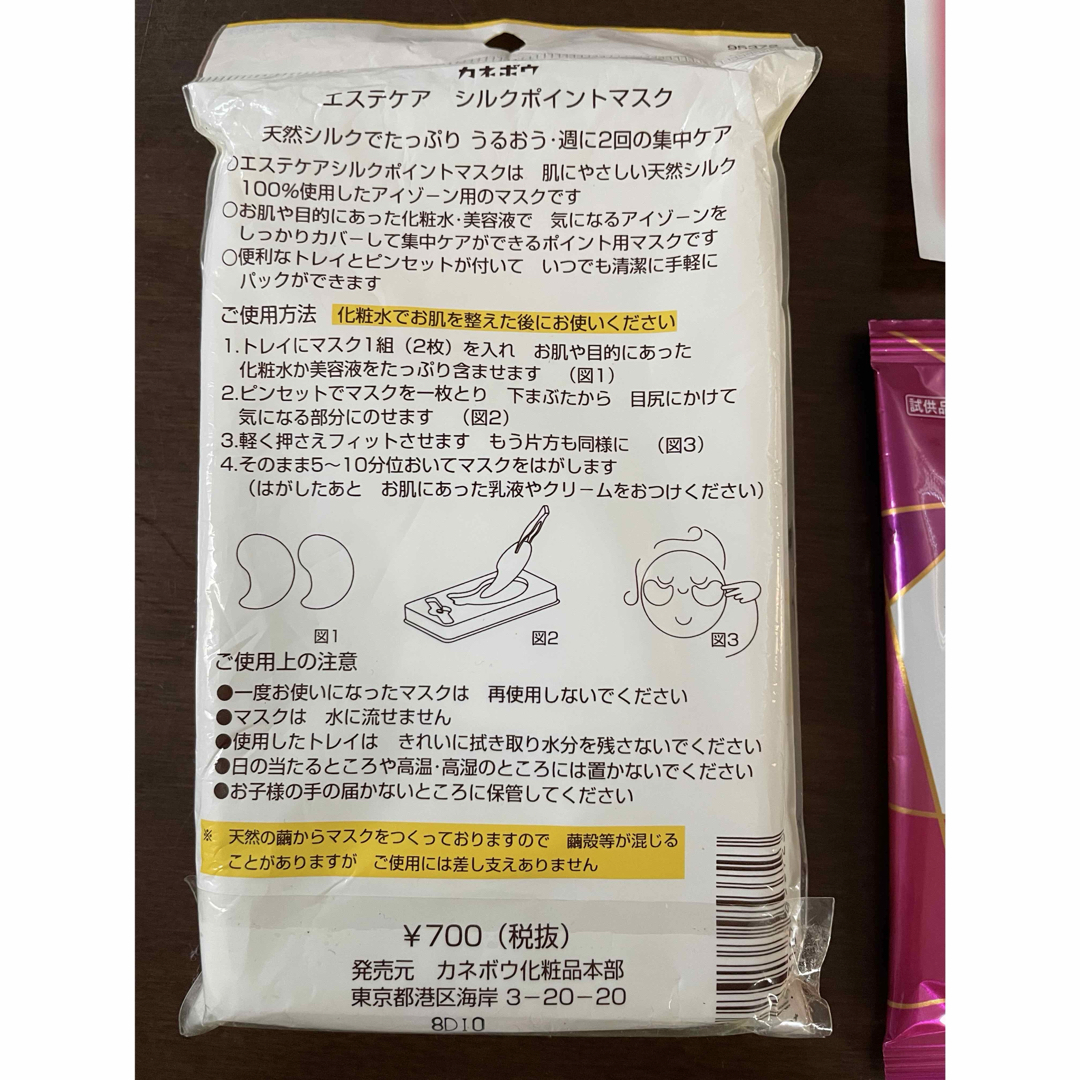 カネボウ
エステケア シルクポイントマスク
天然シルクでたっぷり うるおう・週に2回の集中ケア
○エステケアシルクポイントマスクは 肌にやさしい天然シルク
100%使用したアイゾーン用のマスクです
○お肌や目的にあった化粧水・美容液で 気になるアイゾーンを
しっかりカバーして集中ケアができるポイント用マスクです
○便利なトレイとピンセットが付いて いつでも清潔に手軽に
パックができます
ご使用方法 化粧水でお肌を整えた後にお使いください
1.トレイにマスク1組（2枚）を入れ お肌や目的にあった
化粧水か美容液をたっぷり含ませます （図1）
2.ピンセットでマスクを一枚とり 下まぶたから 目尻にかけて
気になる部分にのせます （図2）
3.軽く押さえフィットさせます もう片方も同様に （図3）
4.そのまま5〜10分位おいてマスクをはがします
（はがしたあと お肌にあった乳液やクリームをおつけください）
図1 図2 図3
ご使用上の注意
●一度お使いになったマスクは 再使用しないでください
●マスクは 水に流せません
●使用したトレイは きれいに拭き取り水分を残さないでください
●日の当たるところや高温・高湿のところには置かないでください
●お子様の手の届かないところに保管してください
※ 天然の繭からマスクをつくっておりますので 繭殻等が混じる
ことがありますが ご使用には差し支えありません
￥700（税抜）
発売元 カネボウ化粧品本部
東京都港区海岸 3−20−20
8D10
試供品